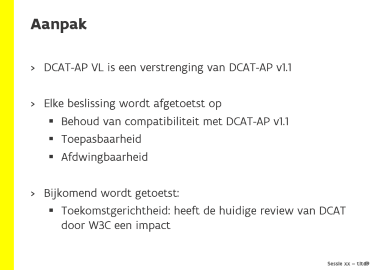 Aanpak
> DCAT-AP VL is een verstrenging van DCAT-AP v1.1
> Elke beslissing wordt afgetoetst op
▪ Behoud van compatibiliteit met DCAT-AP v1.1
▪ Toepasbaarheid
▪ Afdwingbaarheid
> Bijkomend wordt getoetst:
▪ Toekomstgerichtheid: heeft de huidige review van DCAT
door W3C een impact
Sessie xx –